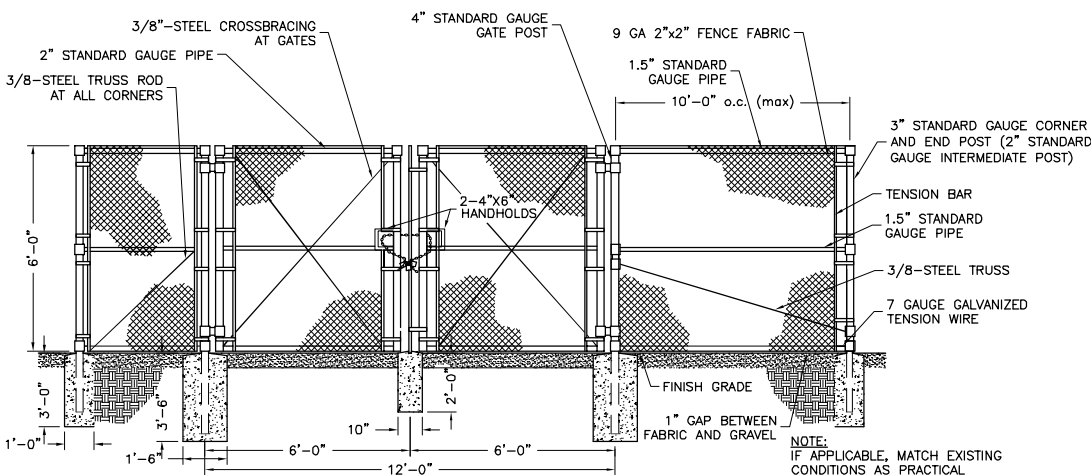 3/8"-STEEL CROSSBRACING
AT GATES
2" STANDARD GAUGE PIPE
3/8-STEEL TRUSS ROD
AT ALL CORNERS
4" STANDARD GAUGE
GATE POST
9 GA 2"x2" FENCE FABRIC
1.5" STANDARD
GAUGE PIPE
10'-0" o.c. (max)
3" STANDARD GAUGE CORNER
AND END POST (2" STANDARD
GAUGE INTERMEDIATE POST)
TENSION BAR
1.5" STANDARD
GAUGE PIPE
3/8-STEEL TRUSS
7 GAUGE GALVANIZED
TENSION WIRE
2-4"X6"
HANDHOLDS
6'-0"
3'-0"
1'-0"
3'-6"
1'-6"
2'-0"
10"
6'-0"
6'-0"
12'-0"
FINISH GRADE
1" GAP BETWEEN
FABRIC AND GRAVEL
NOTE:
IF APPLICABLE, MATCH EXISTING
CONDITIONS AS PRACTICAL